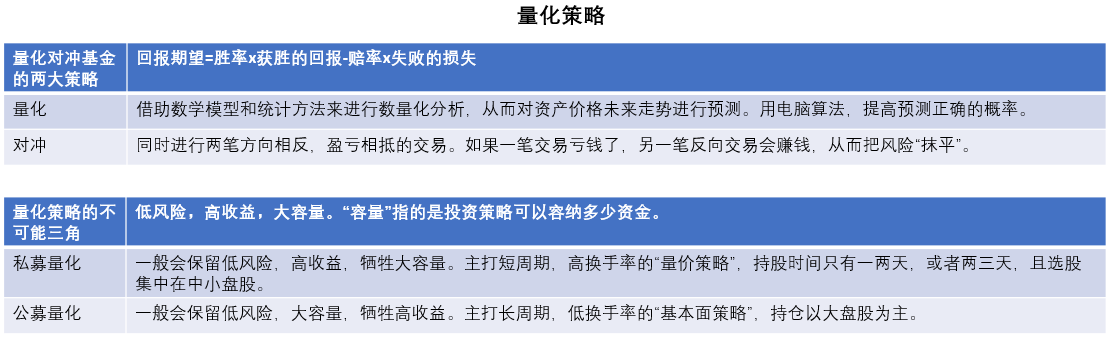 量化策略
量化对冲基金的两大策略
回报期望=胜率x获胜的回报-赔率x失败的损失
量化
借助数学模型和统计方法来进行数量化分析，从而对资产价格未来走势进行预测。用电脑算法，提高预测正确的概率。
对冲
同时进行两笔方向相反，盈亏相抵的交易。如果一笔交易亏钱了，另一笔反向交易会赚钱，从而把风险“抹平”。
量化策略的不可能三角
低风险，高收益，大容量。“容量”指的是投资策略可以容纳多少资金。
私募量化
一般会保留低风险，高收益，牺牲大容量。主打短周期，高换手率的“量价策略”，持股时间只有一两天，或者两三天，且选股
集中在中小盘股。
公募量化
一般会保留低风险，大容量，牺牲高收益。主打长周期，低换手率的“基本面策略”，持仓以大盘股为主。